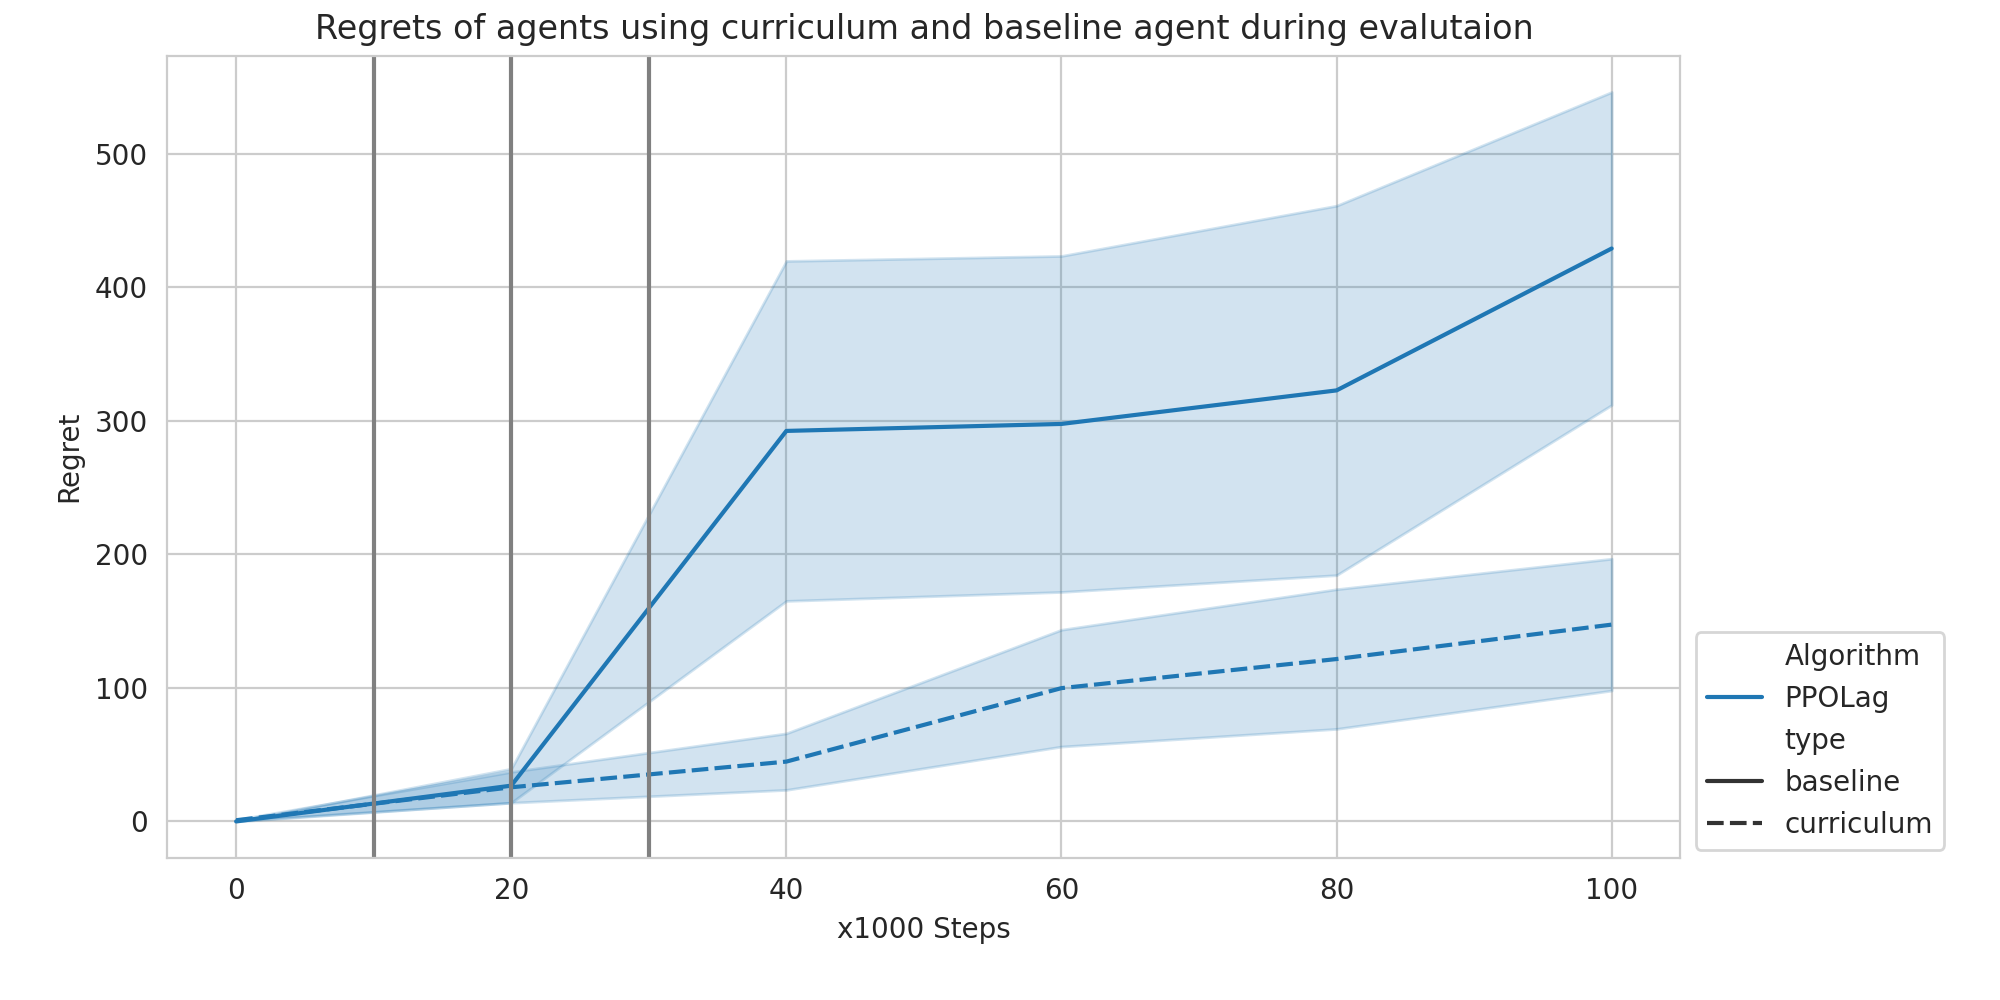 Regrets of agents using curriculum and baseline agent during evalutaion
500
400
300
200
100
0
Regret
0 20 40 60 80 100
x1000 Steps
Algorithm
PPOLag
type
baseline
curriculum